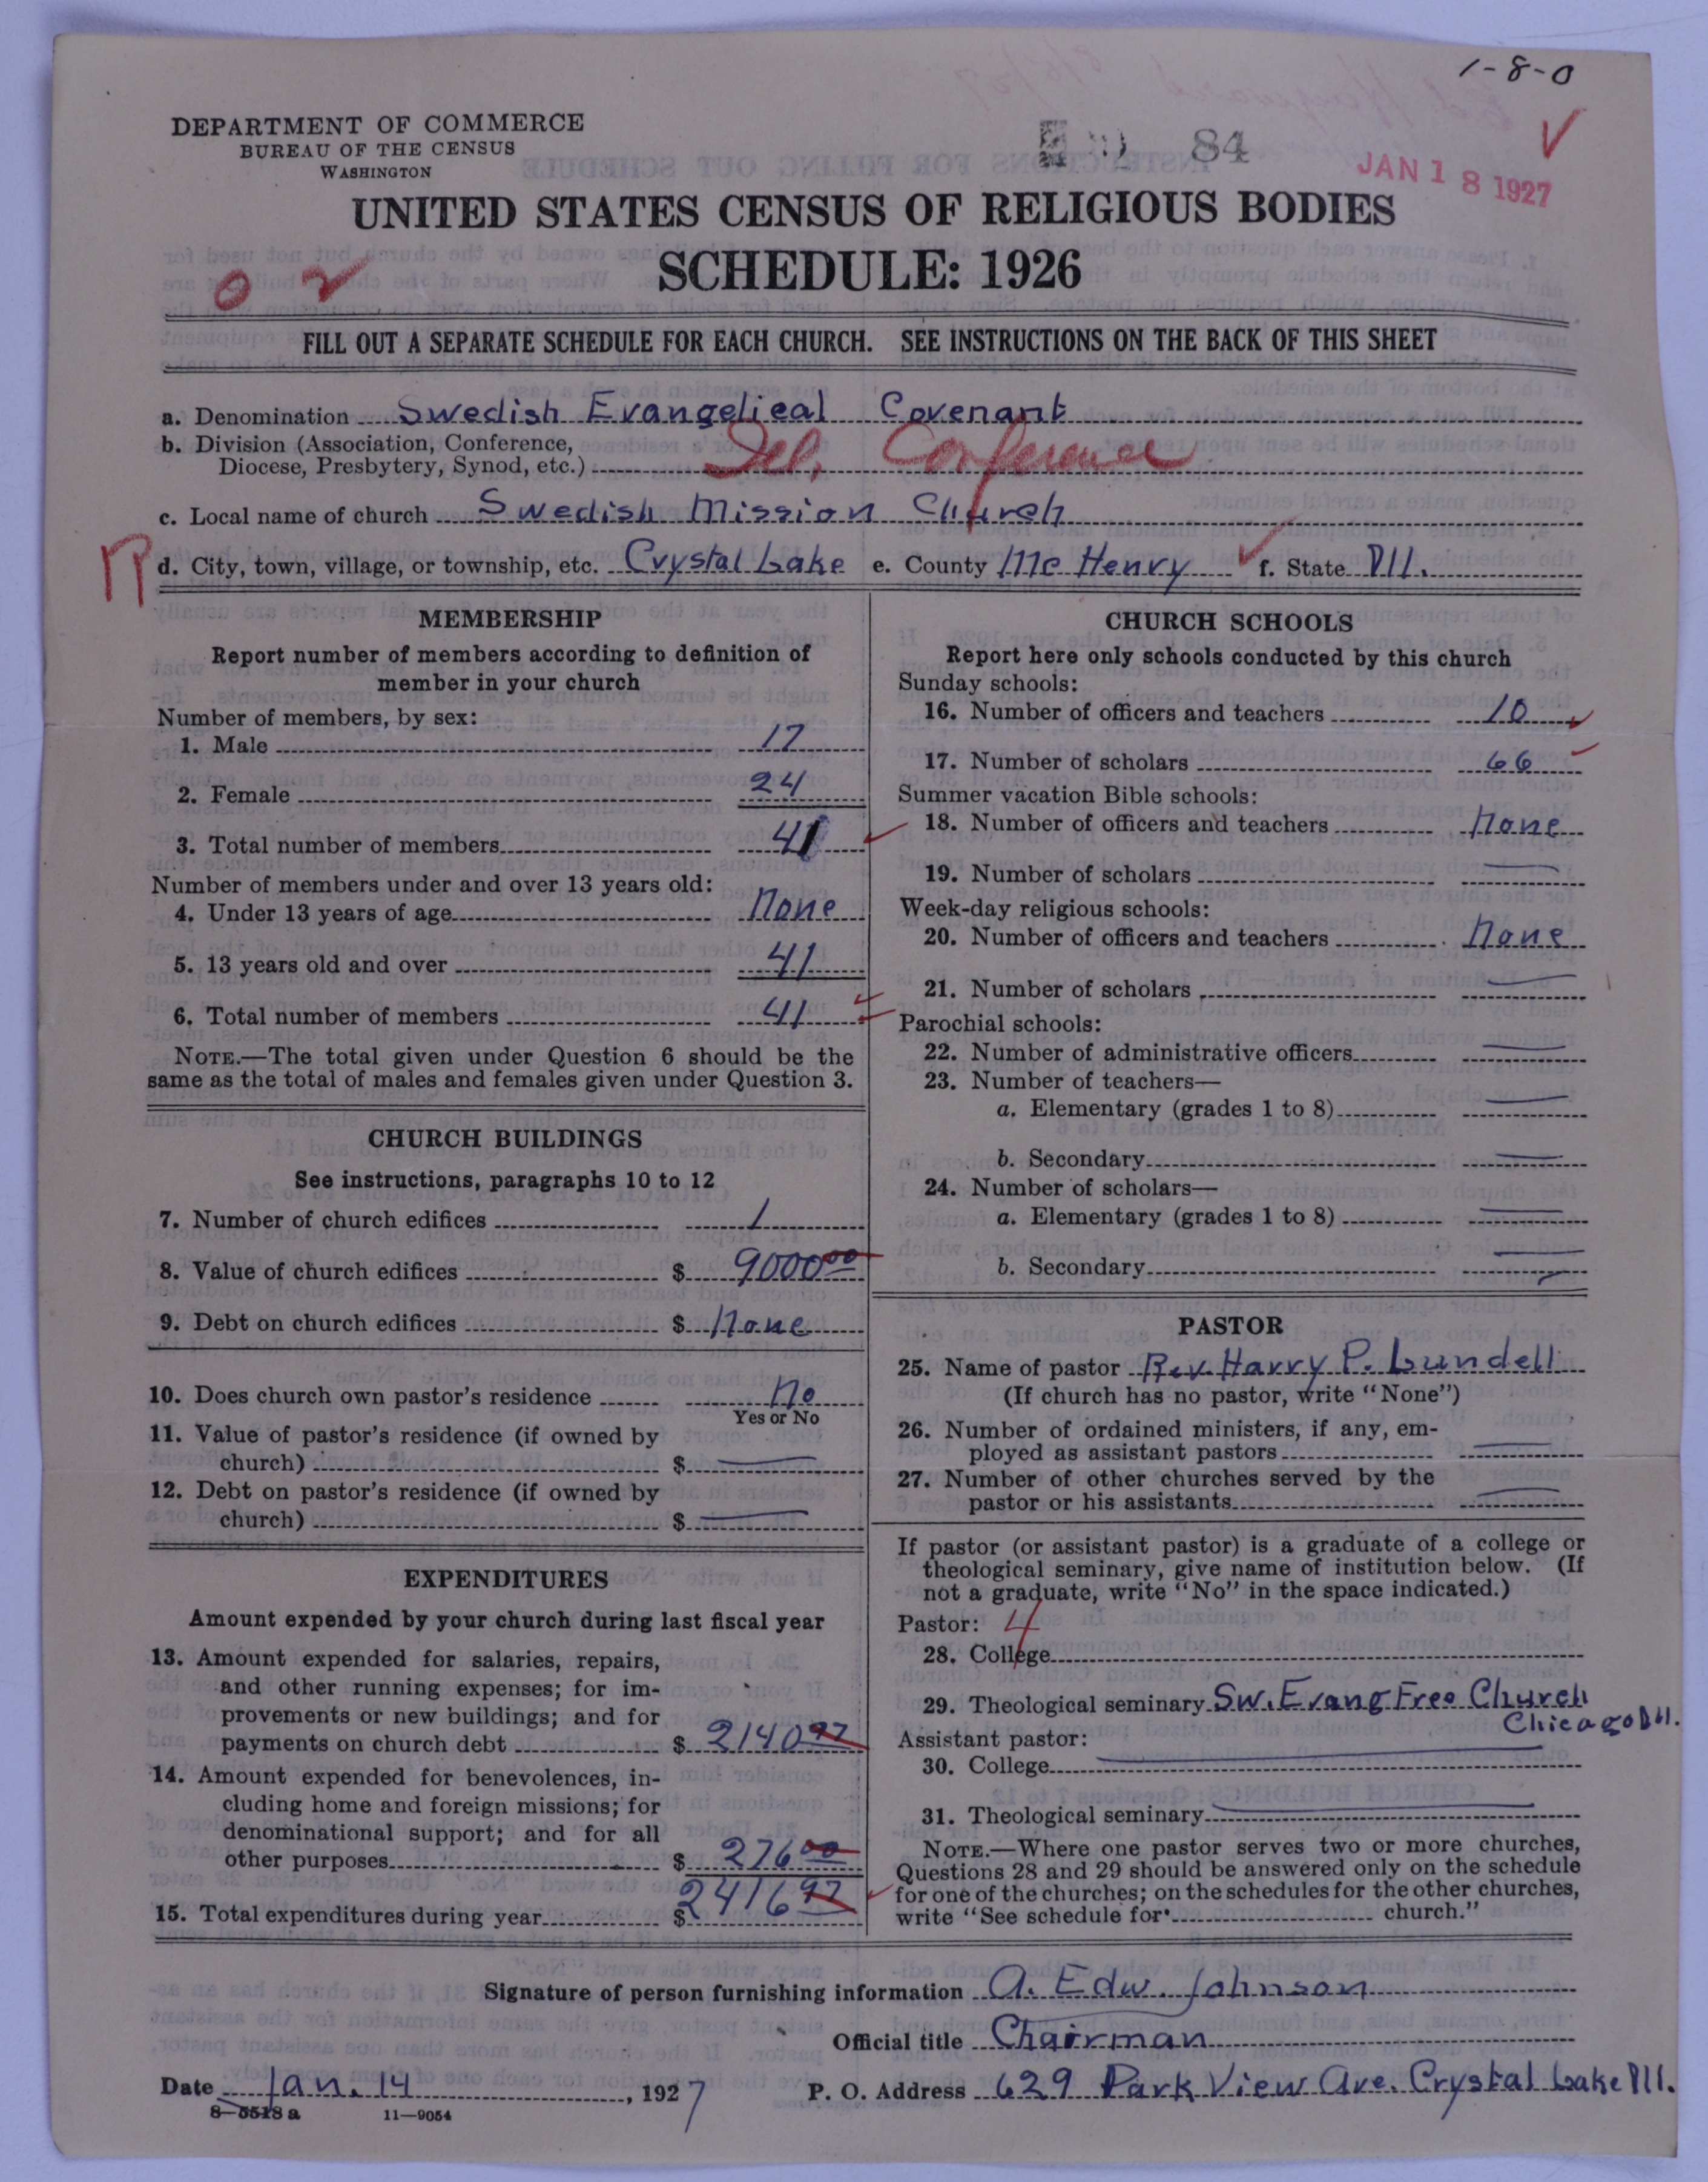 1-8-0
DEPARTMENT OF COMMERCE
BUREAU OF THE CENSUS
WASHINGTON
84
JAN 18 1927
UNITED STATES CENSUS OF RELIGIOUS BODIES
SCHEDULE: 1926
0 2
FILL OUT A SEPARATE SCHEDULE FOR EACH CHURCH. SEE INSTRUCTIONS ON THE BACK OF THIS SHEET
a. Denomination Swedish Evangelical Covenant
b. Division (Association, Conference,
Diocese, Presbytery, Synod, etc.) Conference
c. Local name of church Swedish Mission Church
d. City, town, village, or township, etc. Crystal Lake e. County McHenry f. State Ill.
MEMBERSHIP
Report number of members according to definition of
member in your church
Number of members, by sex:
1. Male 17
2. Female 24
3. Total number of members 41
Number of members under and over 13 years old:
4. Under 13 years of age None
5. 13 years old and over 41
6. Total number of members 41
NOTE.—The total given under Question 6 should be the
same as the total of males and females given under Question 3.
CHURCH BUILDINGS
See instructions, paragraphs 10 to 12
7. Number of church edifices 1
8. Value of church edifices $ 9000 00
9. Debt on church edifices $ None
10. Does church own pastor's residence No
Yes or No
11. Value of pastor's residence (if owned by
church) $
12. Debt on pastor's residence (if owned by
church) $
EXPENDITURES
Amount expended by your church during last fiscal year
13. Amount expended for salaries, repairs,
and other running expenses; for im-
provements or new buildings; and for
payments on church debt $ 2140 97
14. Amount expended for benevolences, in-
cluding home and foreign missions; for
denominational support; and for all
other purposes $ 276 00
15. Total expenditures during year $ 2416 97
CHURCH SCHOOLS
Report here only schools conducted by this church
Sunday schools:
16. Number of officers and teachers 10
17. Number of scholars 66
Summer vacation Bible schools:
18. Number of officers and teachers None
19. Number of scholars
Week-day religious schools:
20. Number of officers and teachers None
21. Number of scholars
Parochial schools:
22. Number of administrative officers
23. Number of teachers—
a. Elementary (grades 1 to 8)
b. Secondary
24. Number of scholars—
a. Elementary (grades 1 to 8)
b. Secondary
PASTOR
25. Name of pastor Rev. Harry P. Lundell
(If church has no pastor, write "None")
26. Number of ordained ministers, if any, em-
ployed as assistant pastors
27. Number of other churches served by the
pastor or his assistants
If pastor (or assistant pastor) is a graduate of a college or
theological seminary, give name of institution below. (If
not a graduate, write "No" in the space indicated.)
Pastor: 4
28. College
29. Theological seminary Sw. Evang Free Church
Chicago Ill.
Assistant pastor:
30. College
31. Theological seminary
NOTE.—Where one pastor serves two or more churches,
Questions 28 and 29 should be answered only on the schedule
for one of the churches; on the schedules for the other churches,
write "See schedule for church."
Signature of person furnishing information A. Edw. Johnson
Official title Chairman
Date Jan. 14, 1927 P. O. Address 629 Park View Ave. Crystal Lake Ill.
8-5518 a 11—9054